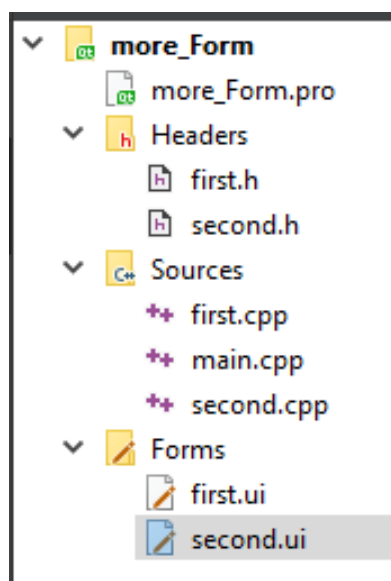 more_Form
more_Form.pro
Headers
first.h
second.h
Sources
first.cpp
main.cpp
second.cpp
Forms
first.ui
second.ui